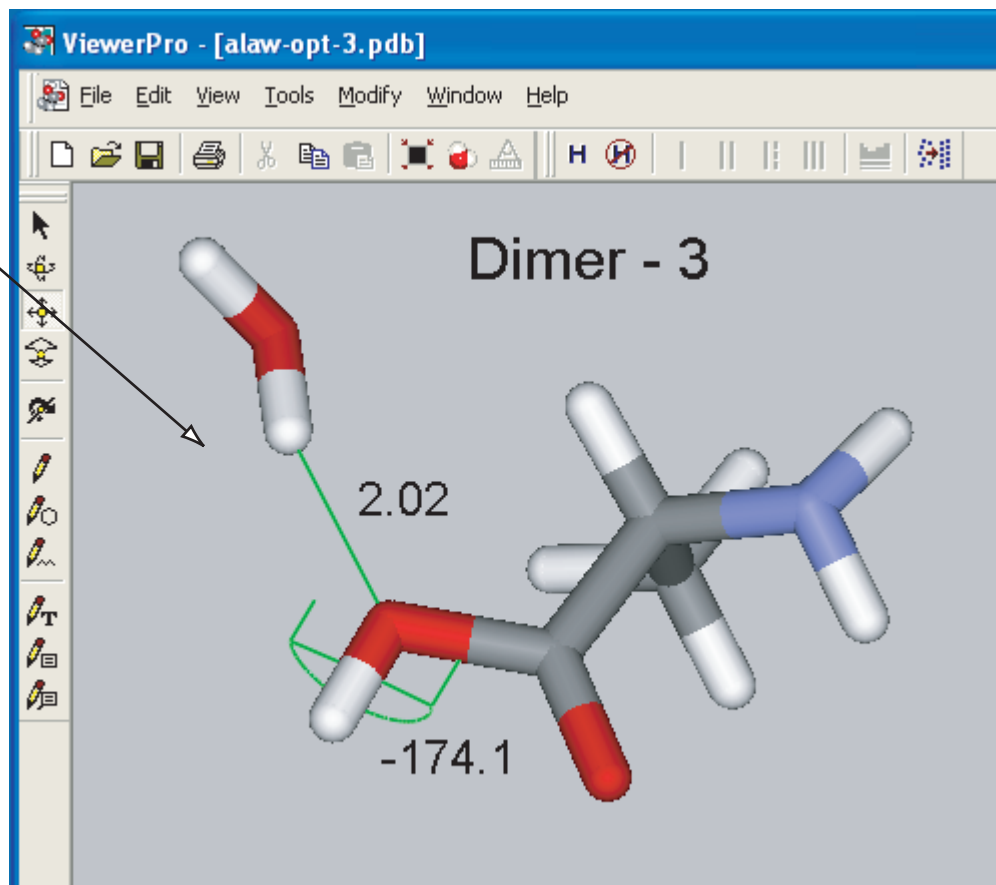 ViewerPro - [alaw-opt-3.pdb]
File Edit View Tools Modify Window Help
H H
Dimer - 3
2.02
-174.1
T